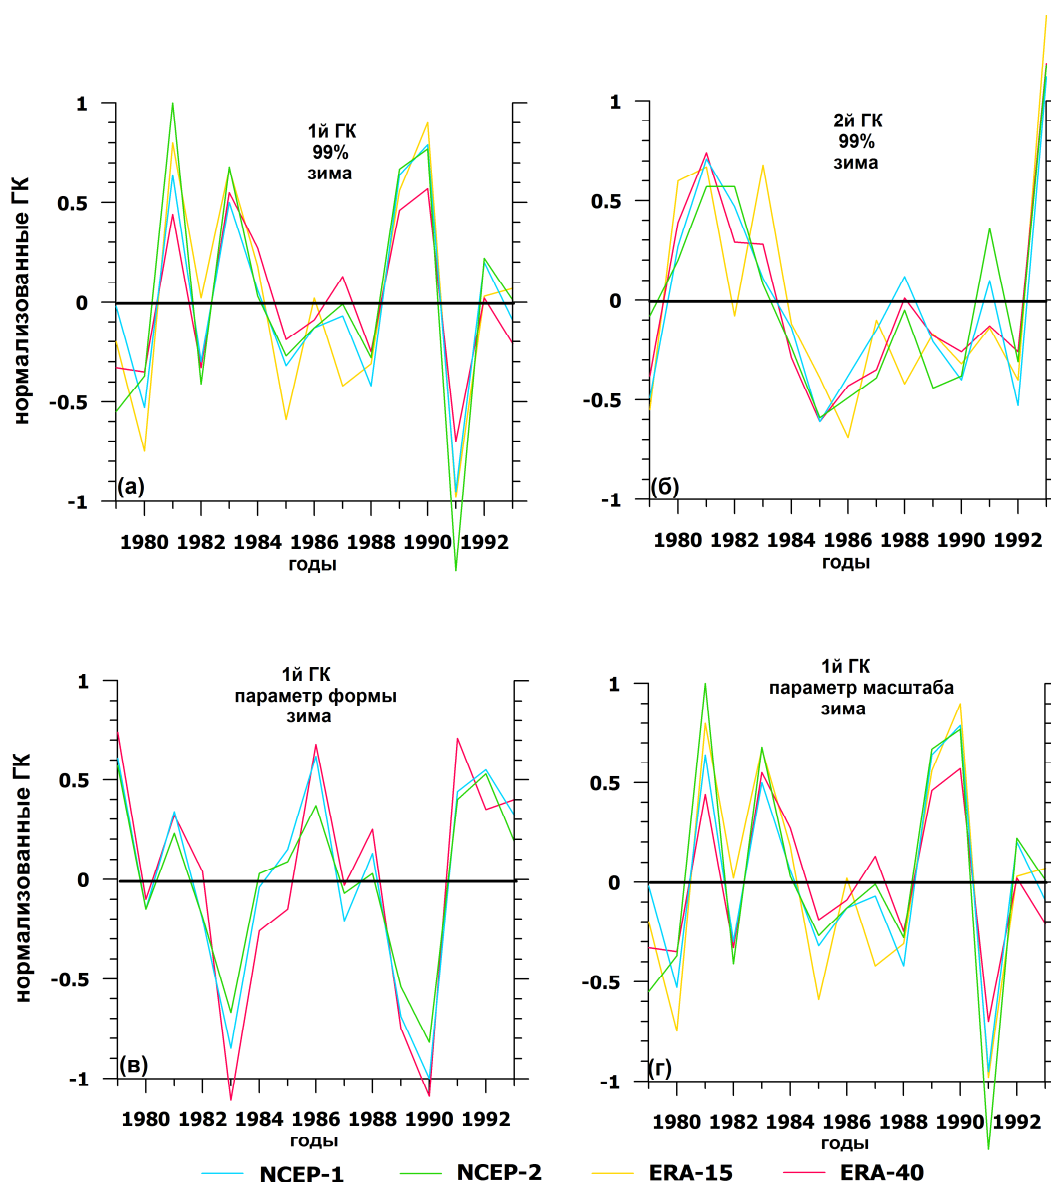 1й ГК
99%
зима
нормализованные ГК
1
0.5
0
-0.5
-1
(а)
1980 1982 1984 1986 1988 1990 1992
годы
2й ГК
99%
зима
1
0.5
0
-0.5
-1
(б)
1980 1982 1984 1986 1988 1990 1992
годы
1й ГК
параметр формы
зима
нормализованные ГК
1
0.5
0
-0.5
-1
(в)
1980 1982 1984 1986 1988 1990 1992
годы
1й ГК
параметр масштаба
зима
1
0.5
0
-0.5
-1
(г)
1980 1982 1984 1986 1988 1990 1992
годы
NCEP-1 NCEP-2 ERA-15 ERA-40